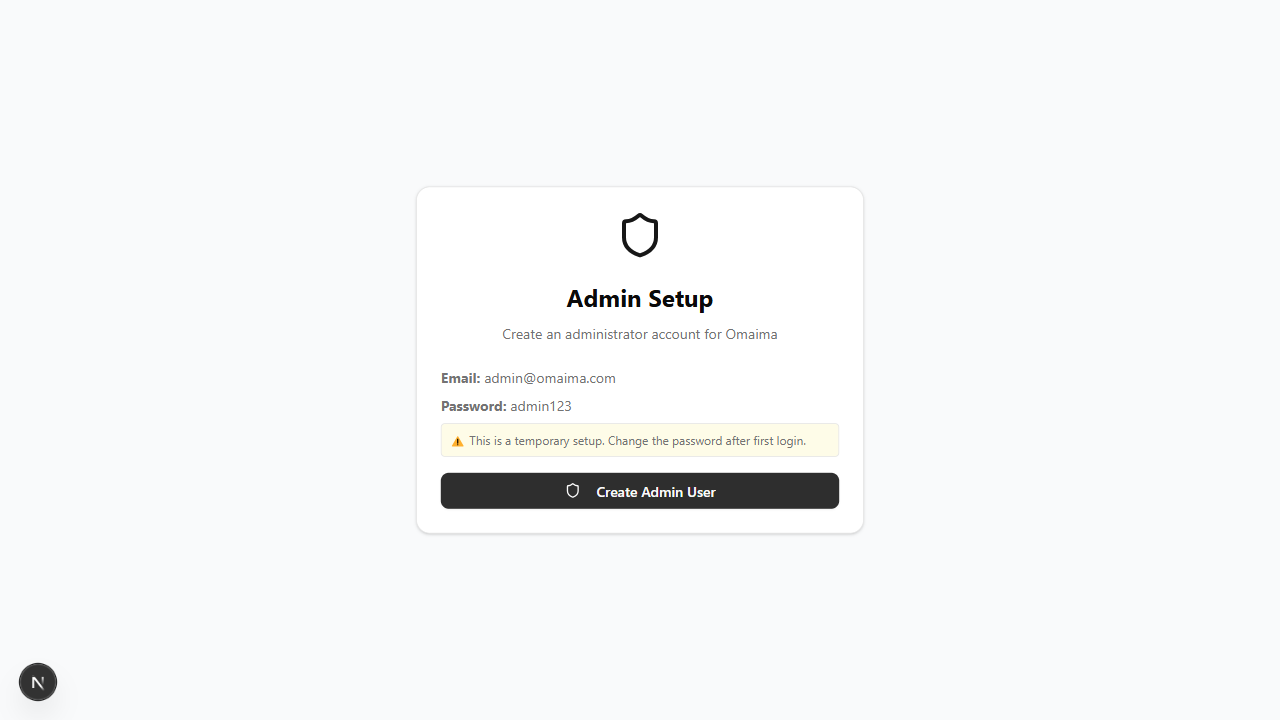 Admin Setup
Create an administrator account for Omaima
Email: admin@omaima.com
Password: admin123
⚠️ This is a temporary setup. Change the password after first login.
Create Admin User
N